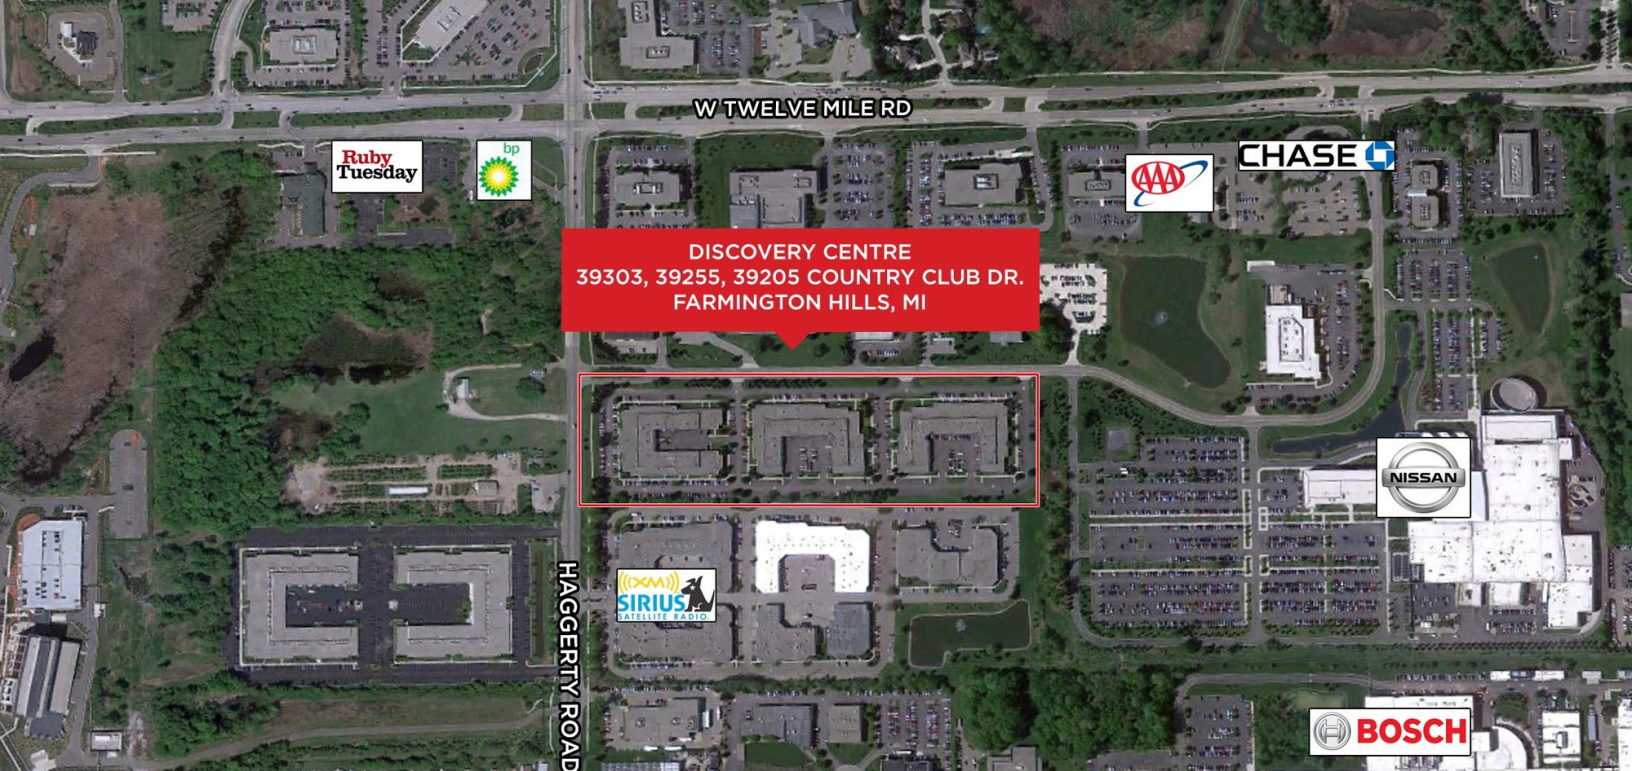 W TWELVE MILE RD
Ruby
Tuesday
bp
AAA
CHASE
DISCOVERY CENTRE
39303, 39255, 39205 COUNTRY CLUB DR.
FARMINGTON HILLS, MI
NISSAN
HAGGERTY ROAD
((XM))
SIRIUS
SATELLITE RADIO
BOSCH